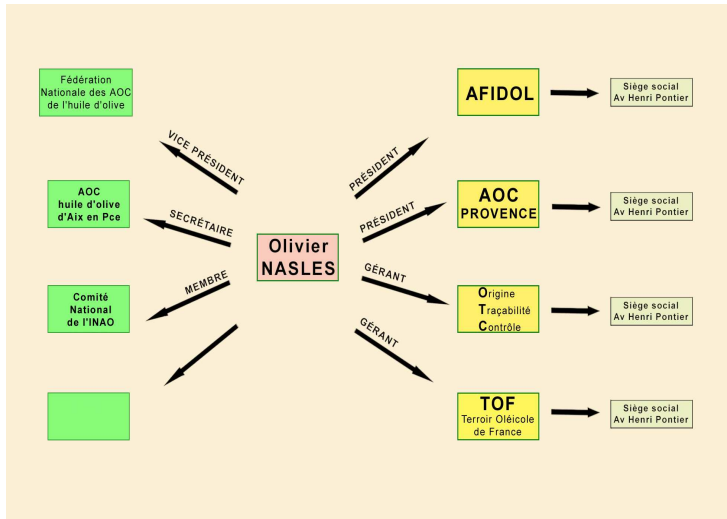 Fédération
Nationale des AOC
de l'huile d'olive
AOC
huile d'olive
d'Aix en Pce
Comité
National
de l'INAO
VICE PRÉSIDENT
SECRÉTAIRE
MEMBRE
Olivier
NASLES
PRÉSIDENT
PRÉSIDENT
GÉRANT
GÉRANT
AFIDOL
Siège social
Av Henri Pontier
AOC
PROVENCE
Siège social
Av Henri Pontier
Origine
Traçabilité
Contrôle
Siège social
Av Henri Pontier
TOF
Terroir Oléicole
de France
Siège social
Av Henri Pontier